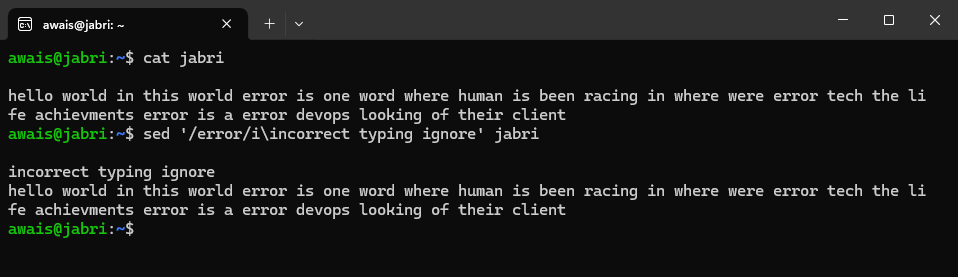 awais@jabri: ~
awais@jabri:~$ cat jabri
hello world in this world error is one word where human is been racing in where were error tech the li
fe achievments error is a error devops looking of their client
awais@jabri:~$ sed '/error/i\incorrect typing ignore' jabri
incorrect typing ignore
hello world in this world error is one word where human is been racing in where were error tech the li
fe achievments error is a error devops looking of their client
awais@jabri:~$